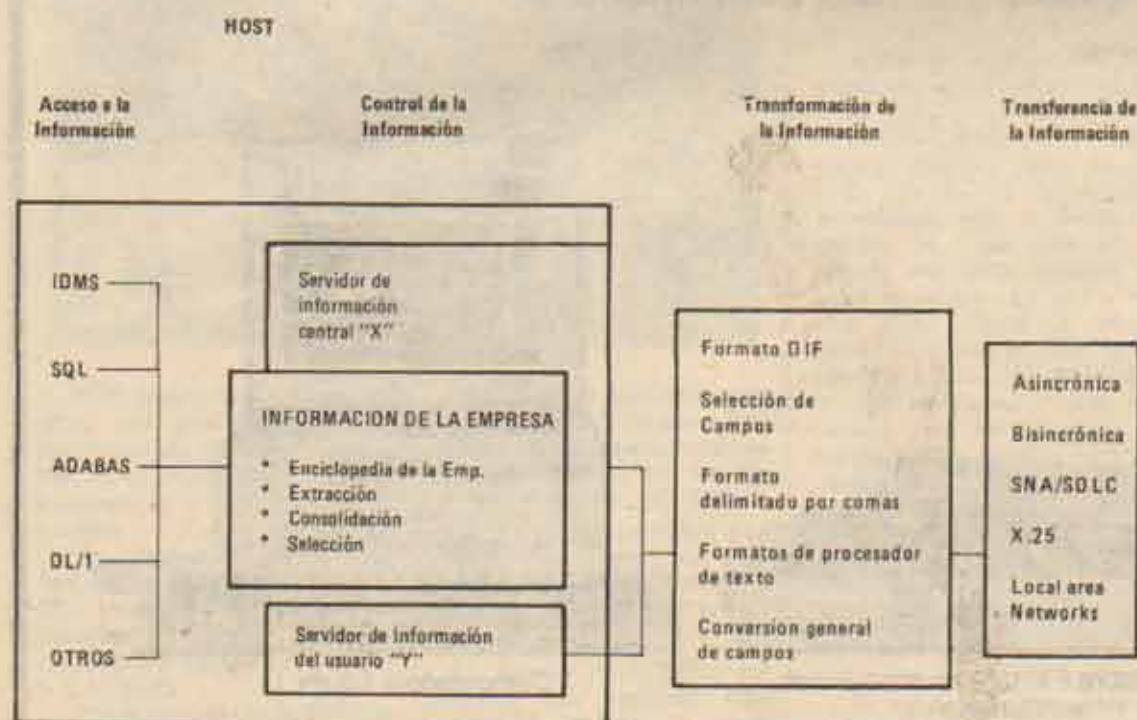 HOST
Acceso a la
Información
Control de la
Información
Transformación de
la Información
Transferencia de
la Información
IDMS
SQL
ADABAS
DL/1
OTROS
Servidor de
información
central "X"
INFORMACION DE LA EMPRESA
* Enciclopedia de la Emp.
* Extracción
* Consolidación
* Selección
Servidor de Información
del usuario "Y"
Formato DIF
Selección de
Campos
Formato
delimitado por comas
Formatos de procesador
de texto
Conversion general
de campos
Asincrónica
Bisincrónica
SNA/SDLC
X.25
Local area
Networks